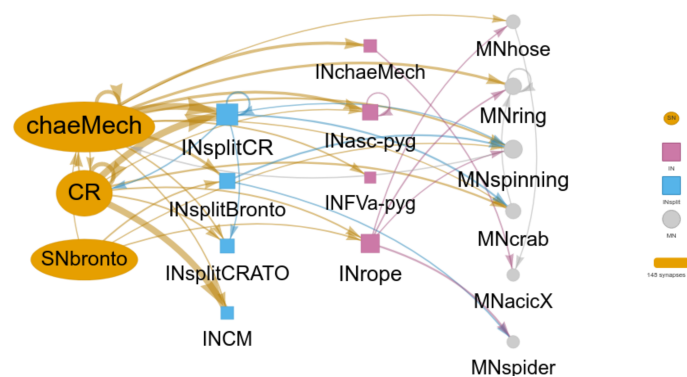 MNhose
INchaeMech
MNring
chaeMech
INsplitCR
INasc-pyg
MNspinning
CR
INsplitBronto
INFVa-pyg
MNcrab
SNbronto
INsplitCRATO
INrope
MNacicX
INCM
MNspider
SN
IN
INsplit
MN
148 synapses